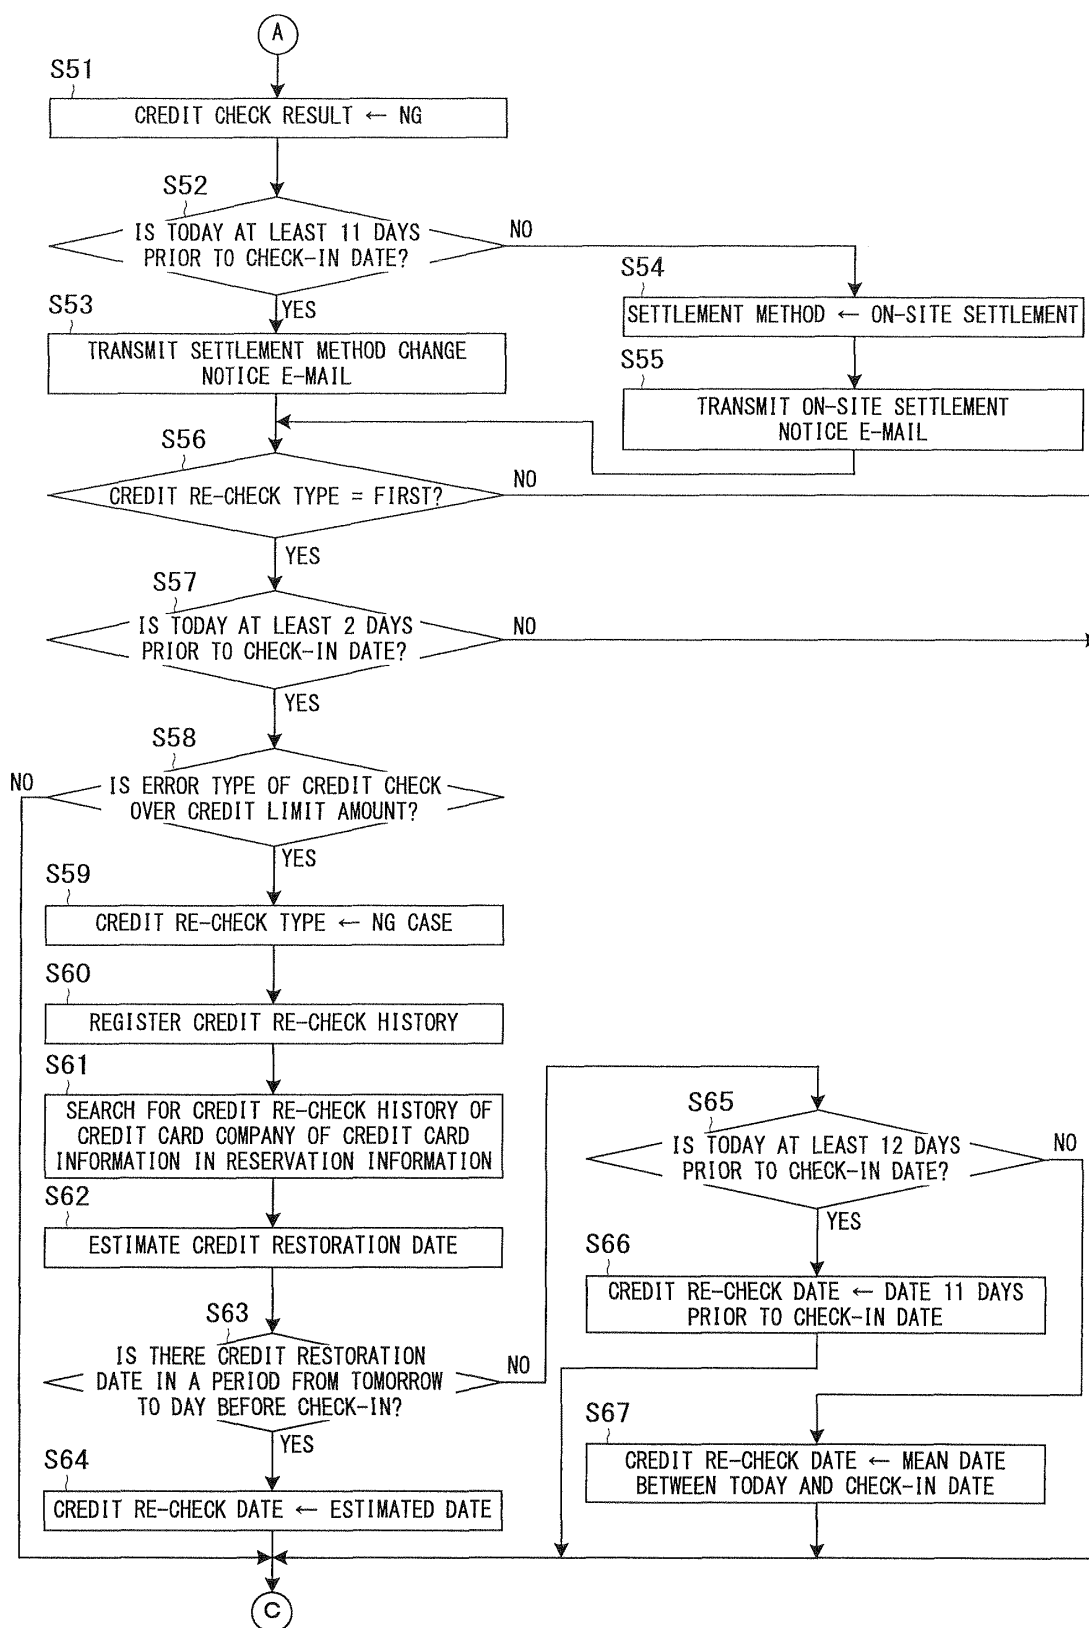 A
S51
CREDIT CHECK RESULT ← NG
S52
IS TODAY AT LEAST 11 DAYS
PRIOR TO CHECK-IN DATE?
NO
YES
S53
TRANSMIT SETTLEMENT METHOD CHANGE
NOTICE E-MAIL
S54
SETTLEMENT METHOD ← ON-SITE SETTLEMENT
S55
TRANSMIT ON-SITE SETTLEMENT
NOTICE E-MAIL
S56
CREDIT RE-CHECK TYPE = FIRST?
NO
YES
S57
IS TODAY AT LEAST 2 DAYS
PRIOR TO CHECK-IN DATE?
NO
YES
S58
IS ERROR TYPE OF CREDIT CHECK
OVER CREDIT LIMIT AMOUNT?
NO
YES
S59
CREDIT RE-CHECK TYPE ← NG CASE
S60
REGISTER CREDIT RE-CHECK HISTORY
S61
SEARCH FOR CREDIT RE-CHECK HISTORY OF
CREDIT CARD COMPANY OF CREDIT CARD
INFORMATION IN RESERVATION INFORMATION
S62
ESTIMATE CREDIT RESTORATION DATE
S63
IS THERE CREDIT RESTORATION
DATE IN A PERIOD FROM TOMORROW
TO DAY BEFORE CHECK-IN?
NO
YES
S64
CREDIT RE-CHECK DATE ← ESTIMATED DATE
S65
IS TODAY AT LEAST 12 DAYS
PRIOR TO CHECK-IN DATE?
NO
YES
S66
CREDIT RE-CHECK DATE ← DATE 11 DAYS
PRIOR TO CHECK-IN DATE
S67
CREDIT RE-CHECK DATE ← MEAN DATE
BETWEEN TODAY AND CHECK-IN DATE
C